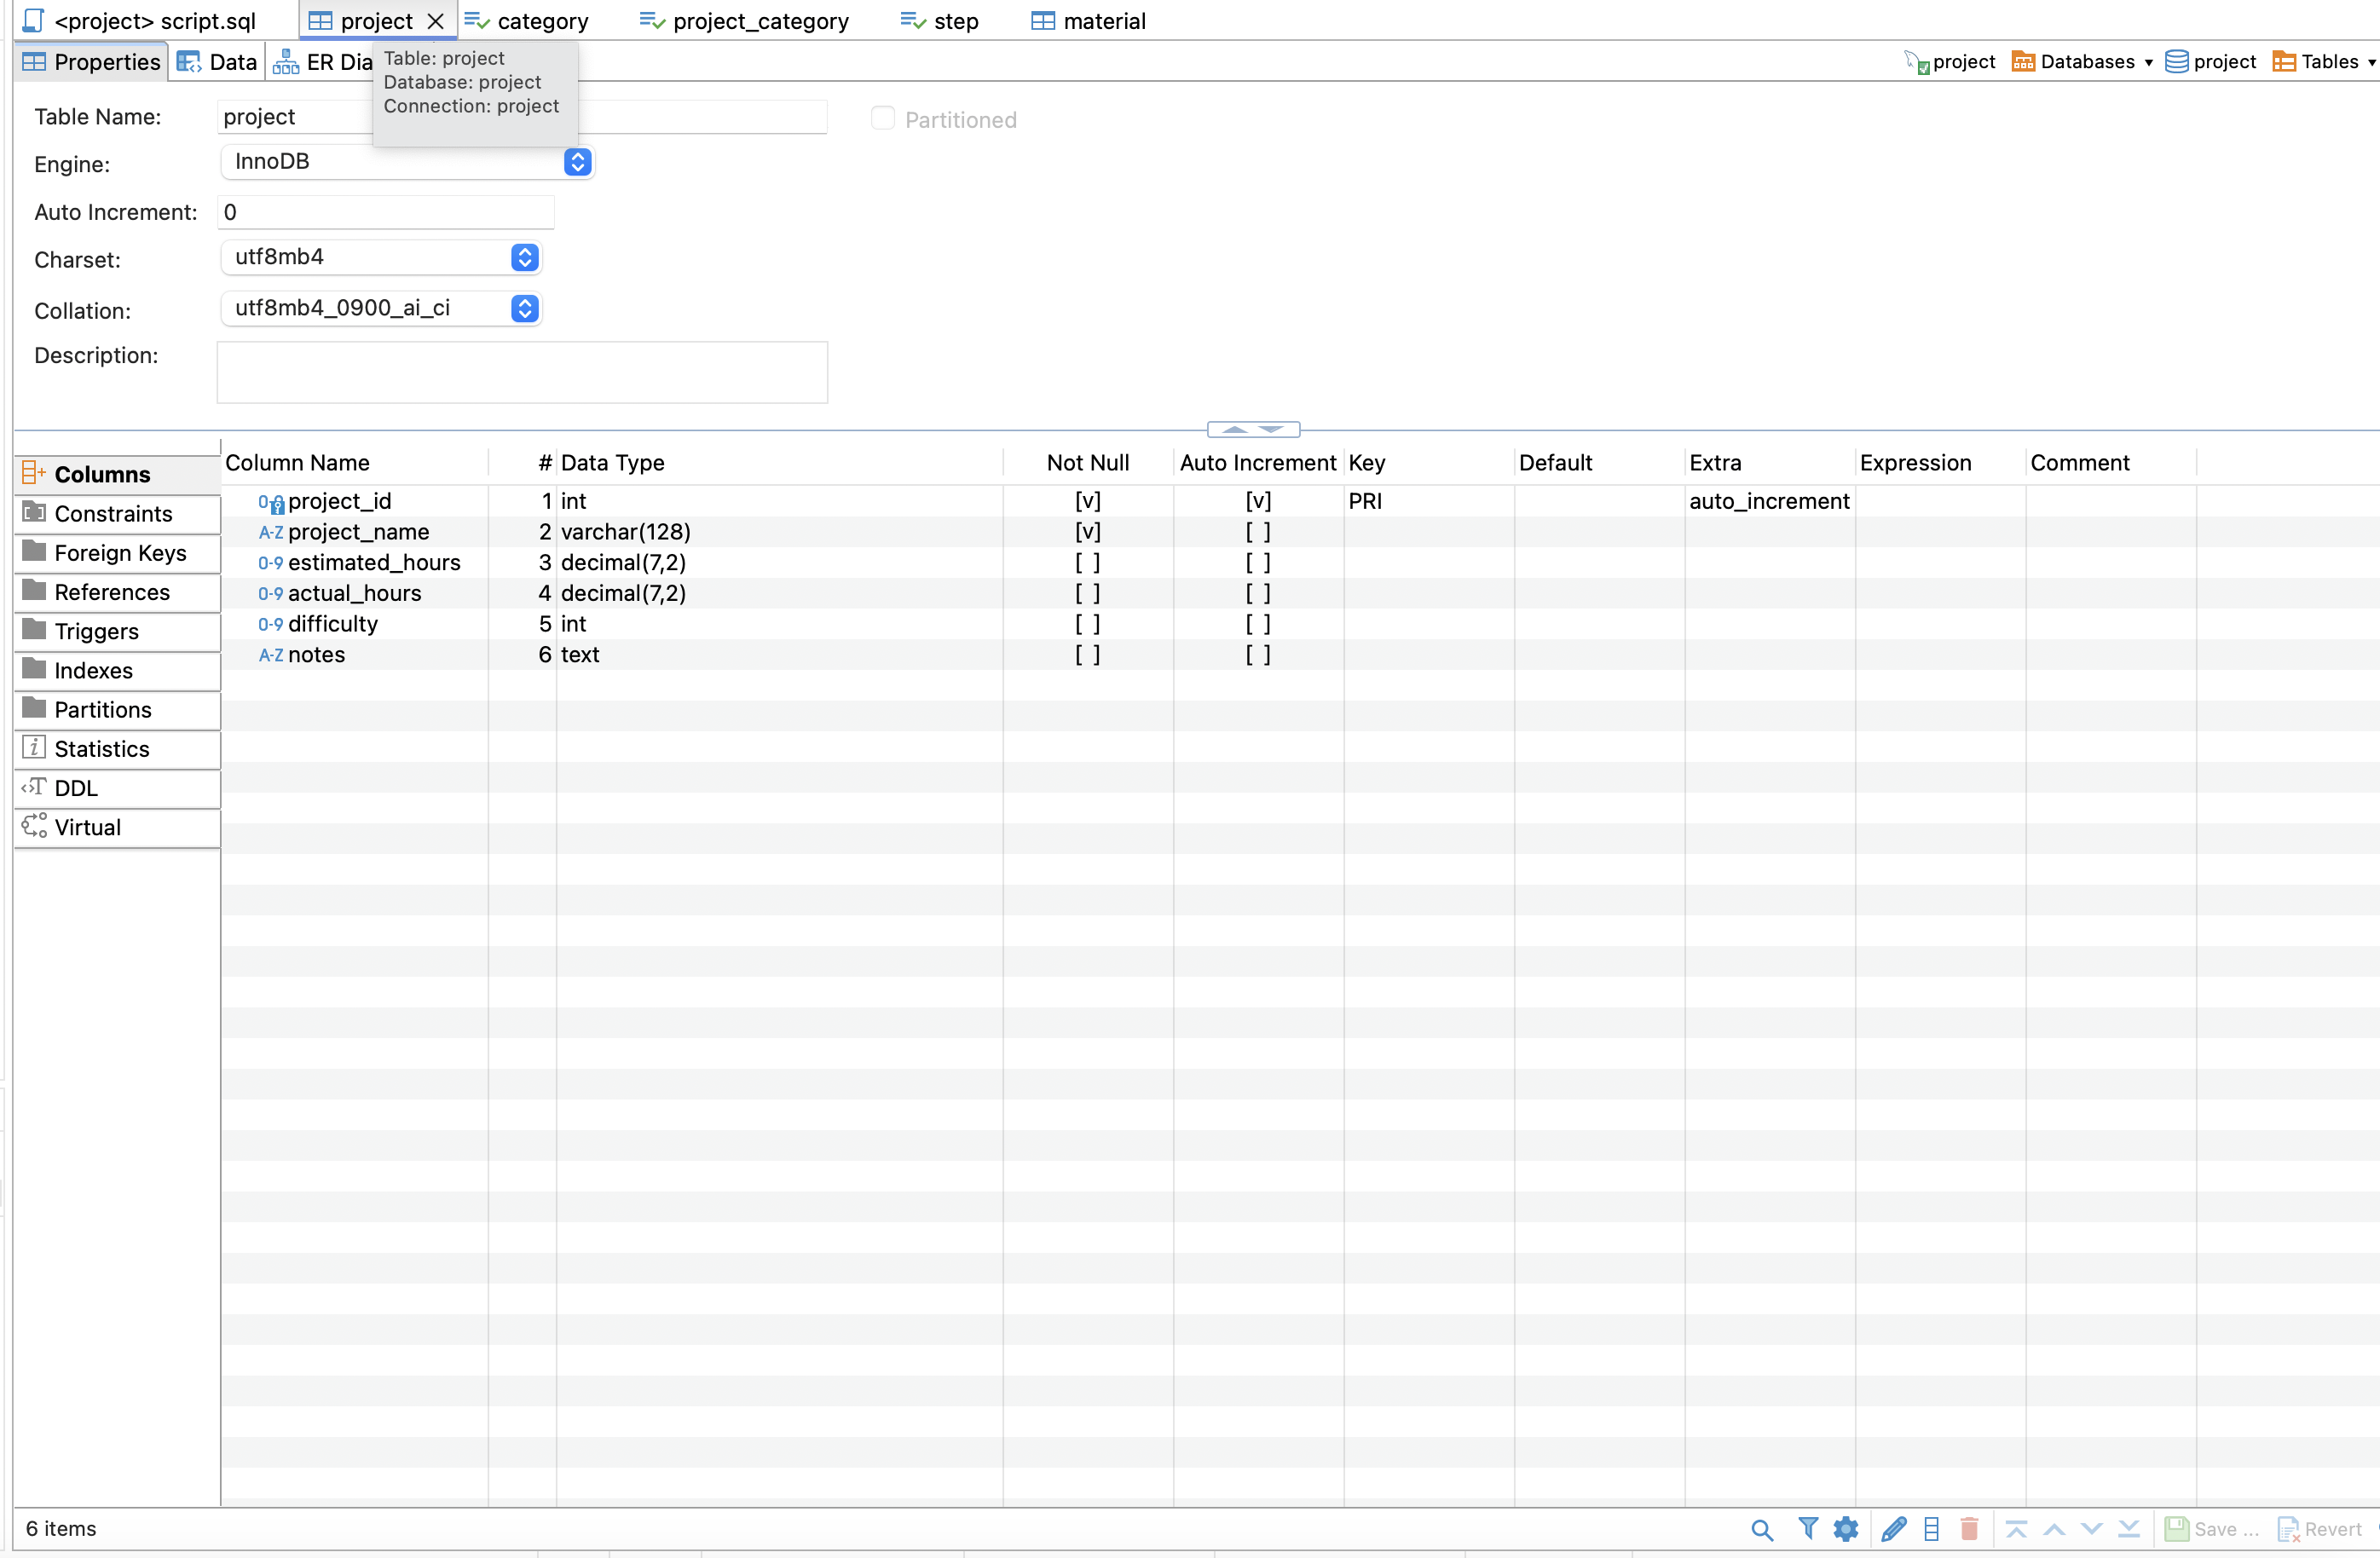 <project> script.sql project category project_category step material
Properties Data ER Dia
Table: project
Database: project
Connection: project
project Databases project Tables
Table Name: project
Partitioned
Engine: InnoDB
Auto Increment: 0
Charset: utf8mb4
Collation: utf8mb4_0900_ai_ci
Description:
Columns
Constraints
Foreign Keys
References
Triggers
Indexes
Partitions
Statistics
DDL
Virtual
Column Name # Data Type Not Null Auto Increment Key Default Extra Expression Comment
0-9 project_id 1 int [v] [v] PRI auto_increment
A-Z project_name 2 varchar(128) [v] [ ]
0-9 estimated_hours 3 decimal(7,2) [ ] [ ]
0-9 actual_hours 4 decimal(7,2) [ ] [ ]
0-9 difficulty 5 int [ ] [ ]
A-Z notes 6 text [ ] [ ]
6 items
Save ... Revert